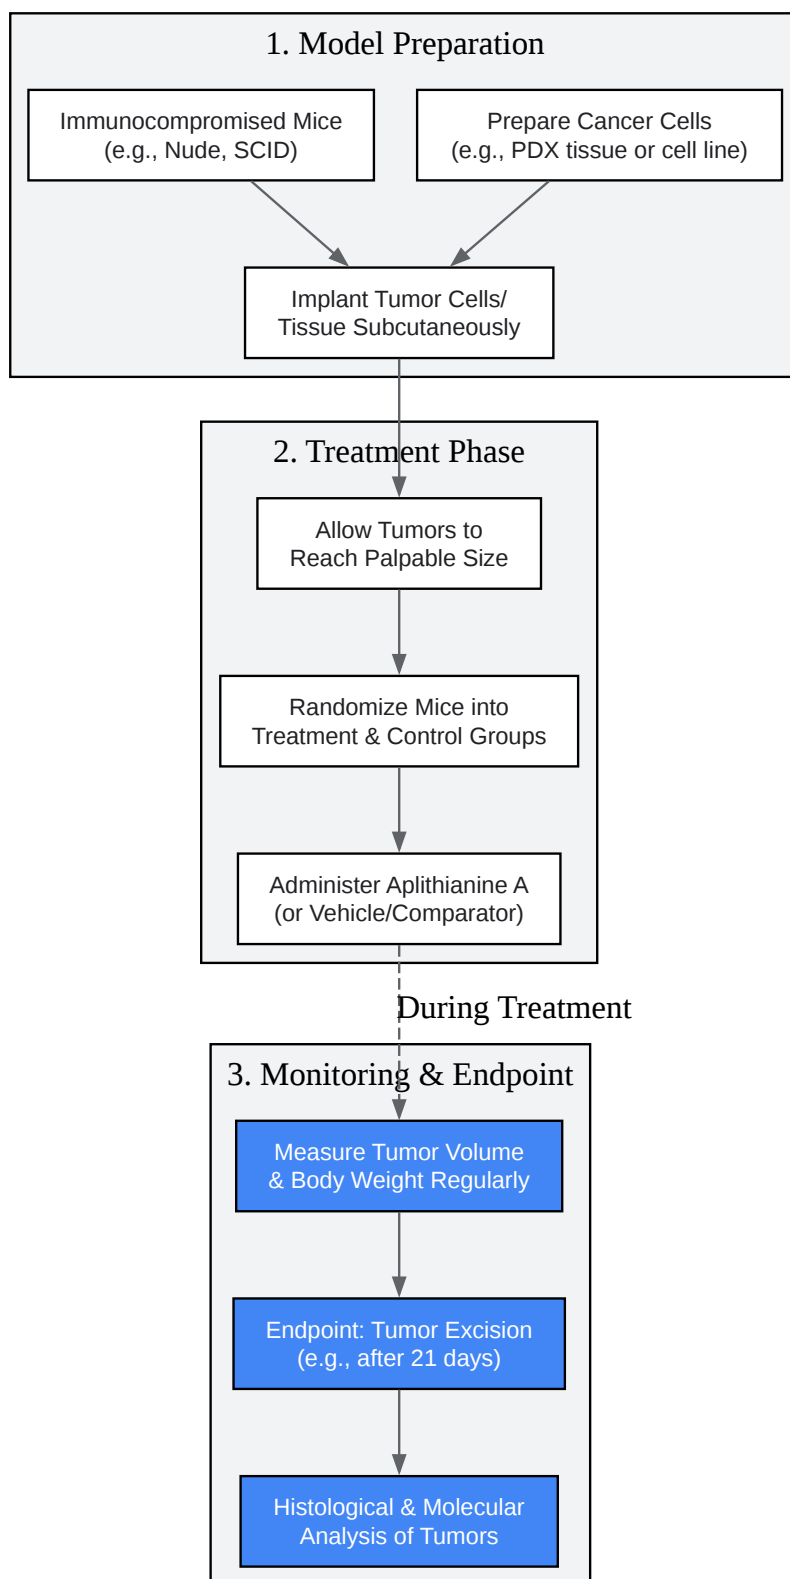 1. Model Preparation
Immunocompromised Mice
(e.g., Nude, SCID)
Prepare Cancer Cells
(e.g., PDX tissue or cell line)
Implant Tumor Cells/
Tissue Subcutaneously
2. Treatment Phase
Allow Tumors to
Reach Palpable Size
Randomize Mice into
Treatment & Control Groups
Administer Aplithianine A
(or Vehicle/Comparator)
During Treatment
3. Monitoring & Endpoint
Measure Tumor Volume
& Body Weight Regularly
Endpoint: Tumor Excision
(e.g., after 21 days)
Histological & Molecular
Analysis of Tumors